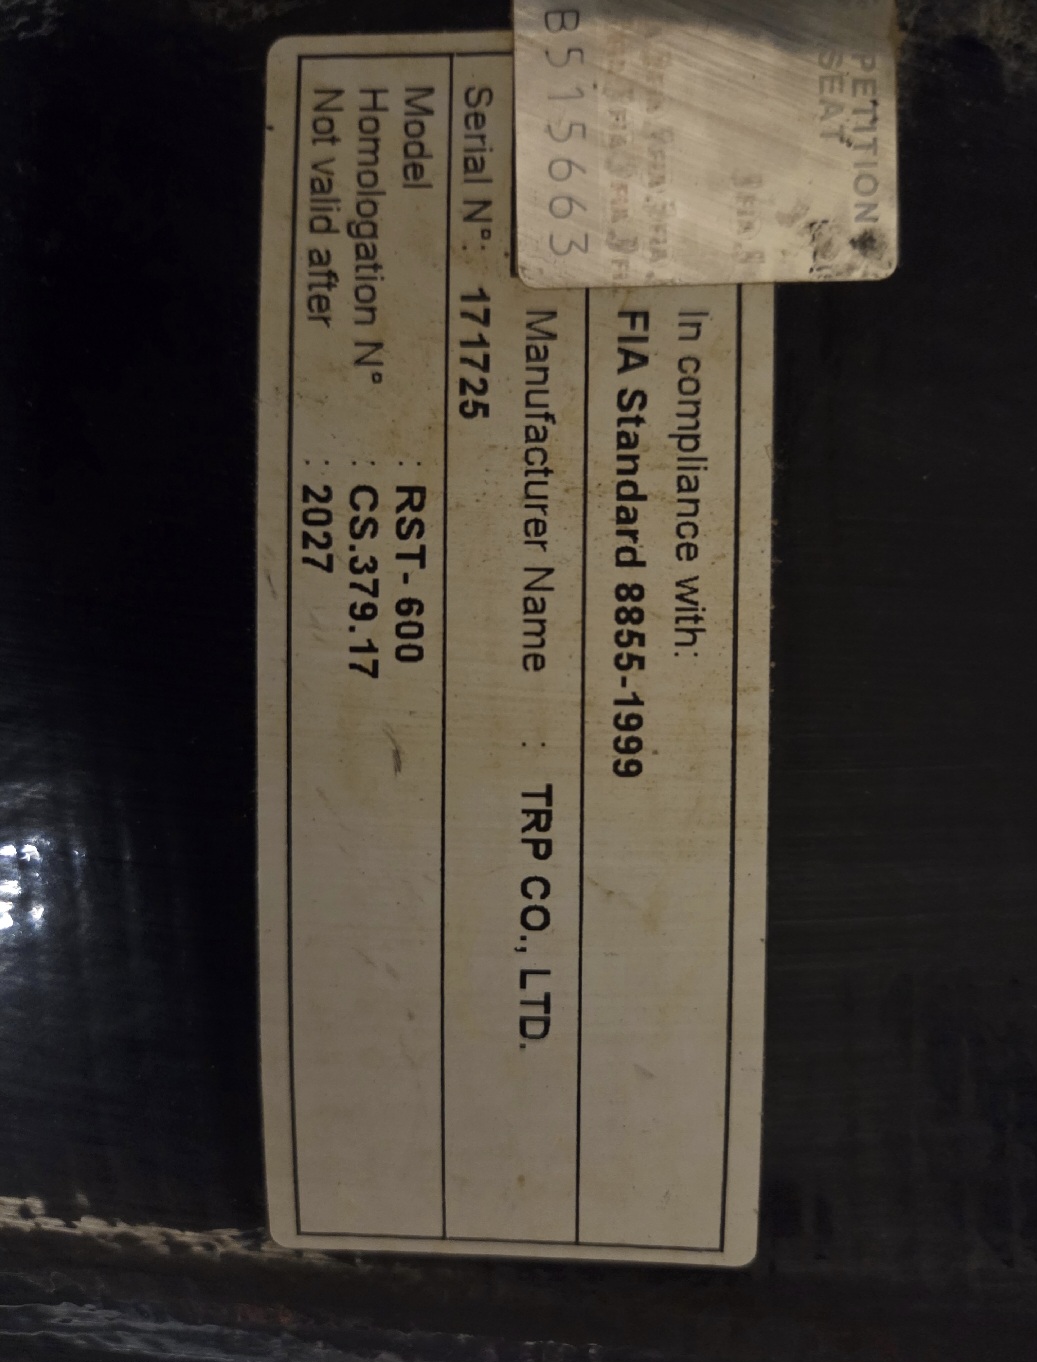 PETITION
SEAT
B515663
In compliance with:
FIA Standard 8855-1999
Manufacturer Name : TRP CO., LTD.
Serial N°: 171725
Model : RST-600
Homologation N° : CS.379.17
Not valid after : 2027